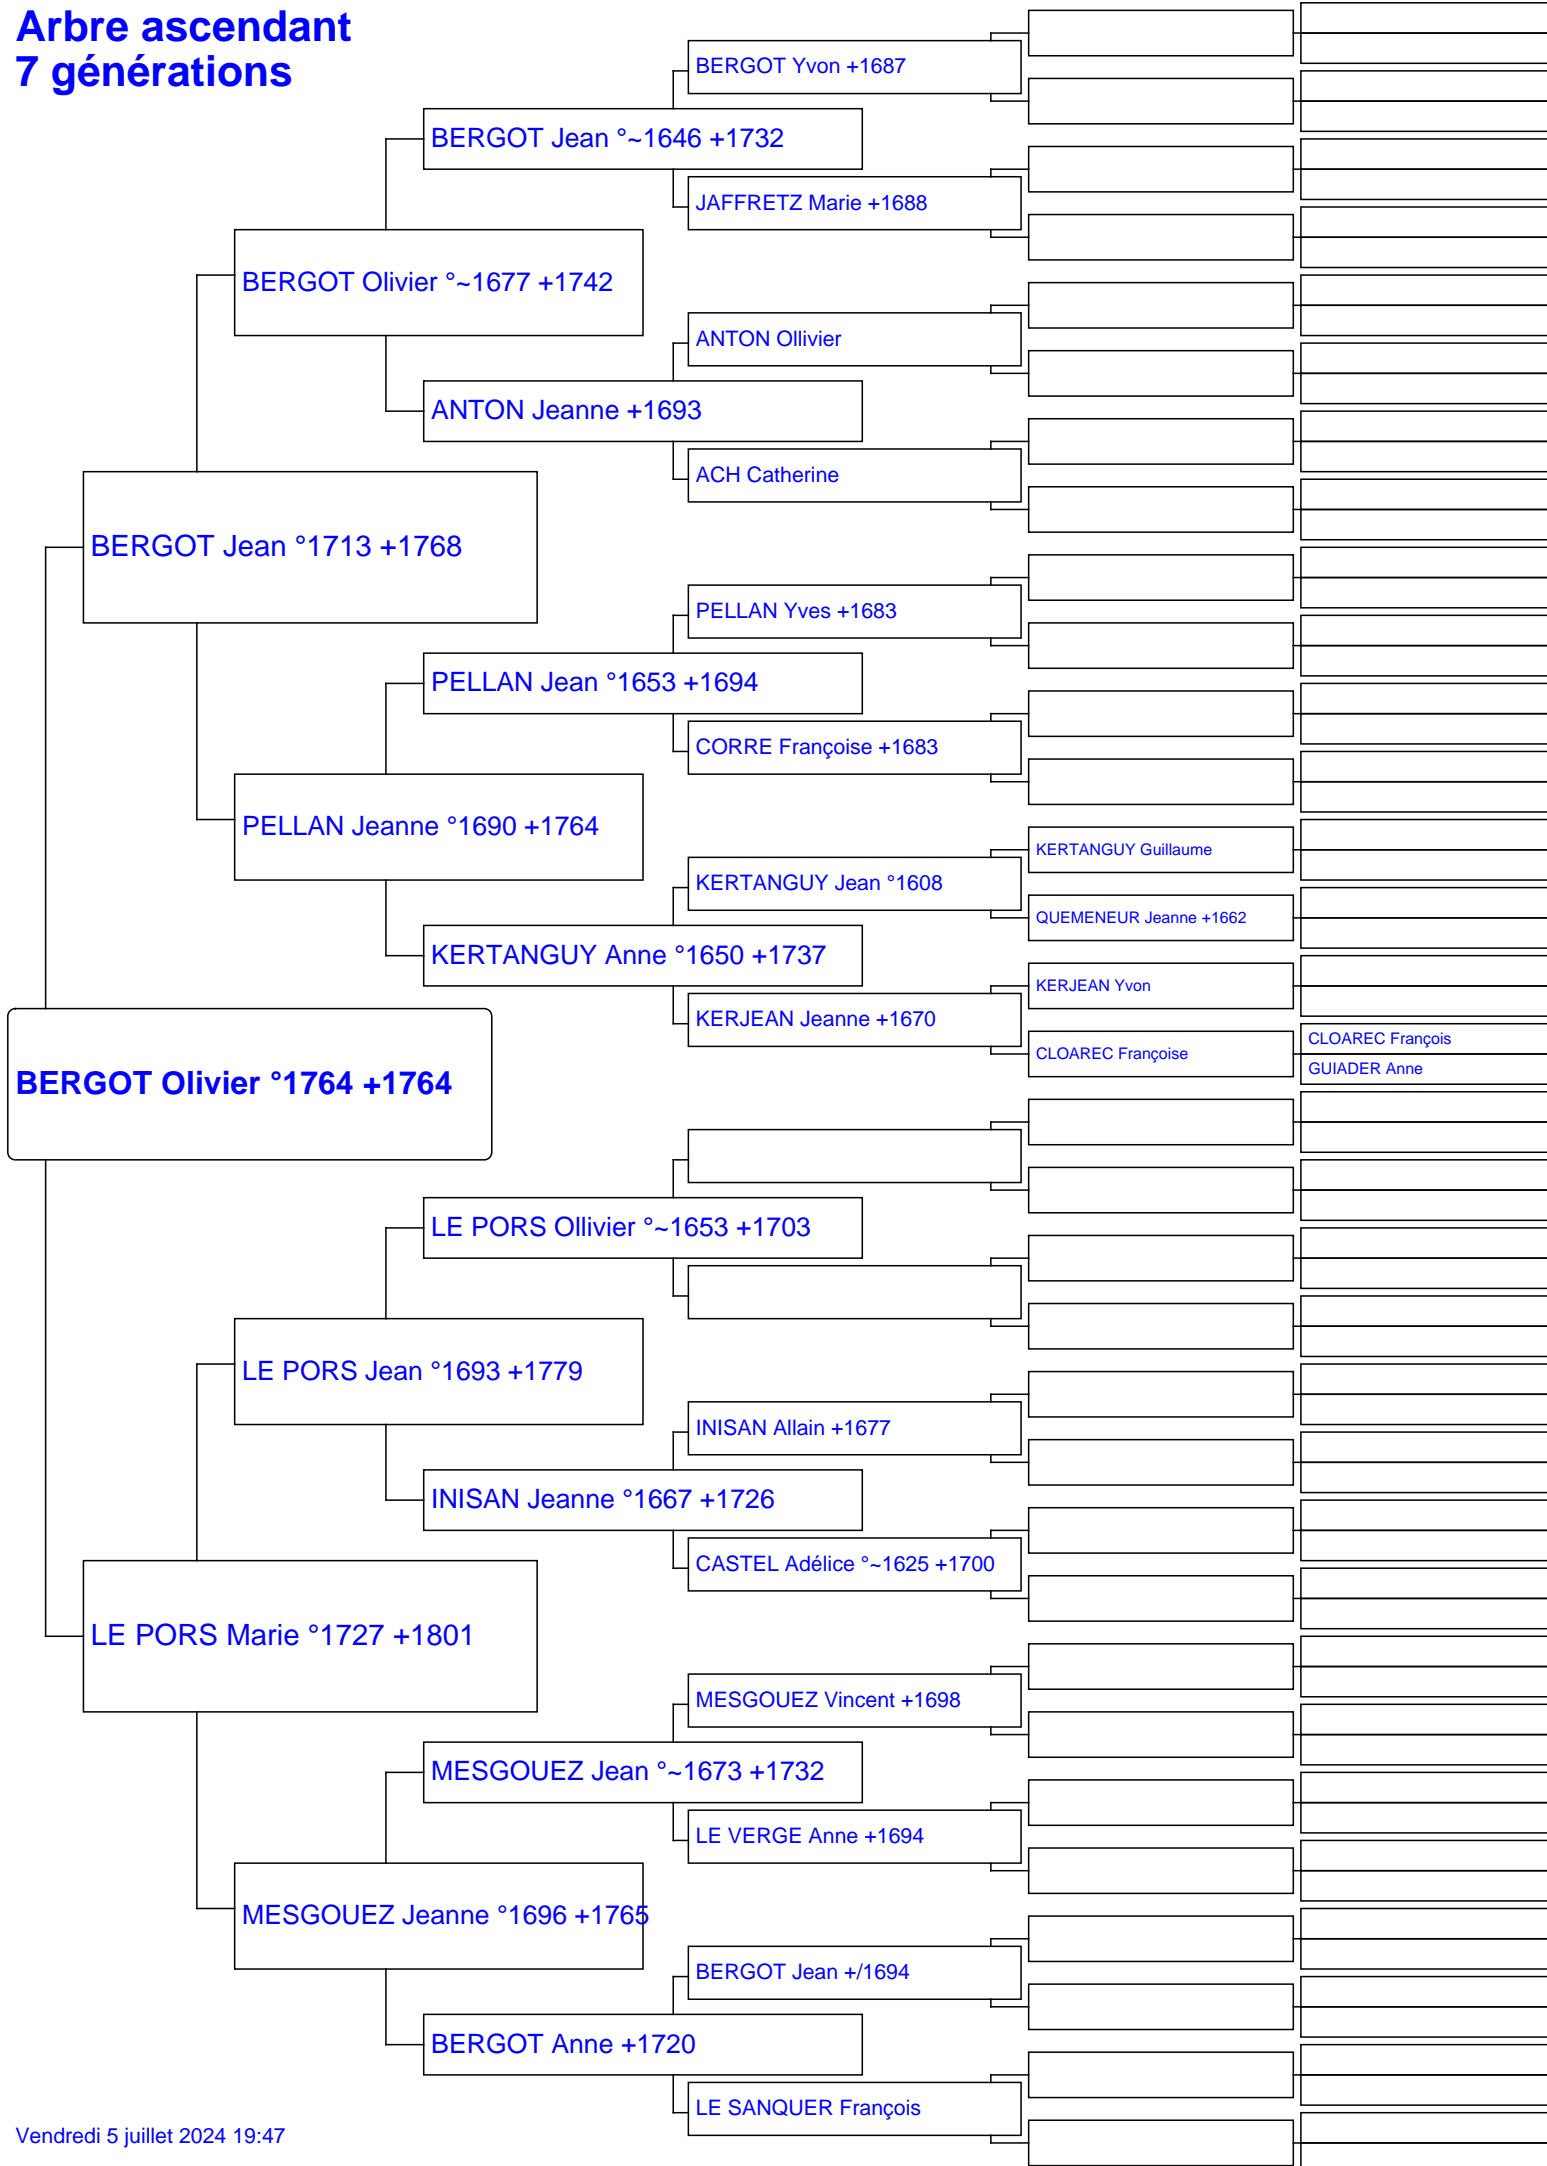 Arbre ascendant
7 générations
BERGOT Yvon +1687
BERGOT Jean °~1646 +1732
JAFFRETZ Marie +1688
BERGOT Olivier °~1677 +1742
ANTON Ollivier
ANTON Jeanne +1693
ACH Catherine
BERGOT Jean °1713 +1768
PELLAN Yves +1683
PELLAN Jean °1653 +1694
CORRE Françoise +1683
PELLAN Jeanne °1690 +1764
KERTANGUY Guillaume
KERTANGUY Jean °1608
QUEMENEUR Jeanne +1662
KERTANGUY Anne °1650 +1737
KERJEAN Yvon
KERJEAN Jeanne +1670
CLOAREC François
CLOAREC Françoise
GUIADER Anne
BERGOT Olivier °1764 +1764
LE PORS Ollivier °~1653 +1703
LE PORS Jean °1693 +1779
INISAN Allain +1677
INISAN Jeanne °1667 +1726
CASTEL Adélice °~1625 +1700
LE PORS Marie °1727 +1801
MESGOUEZ Vincent +1698
MESGOUEZ Jean °~1673 +1732
LE VERGE Anne +1694
MESGOUEZ Jeanne °1696 +1765
BERGOT Jean +/1694
BERGOT Anne +1720
LE SANQUER François
Vendredi 5 juillet 2024 19:47